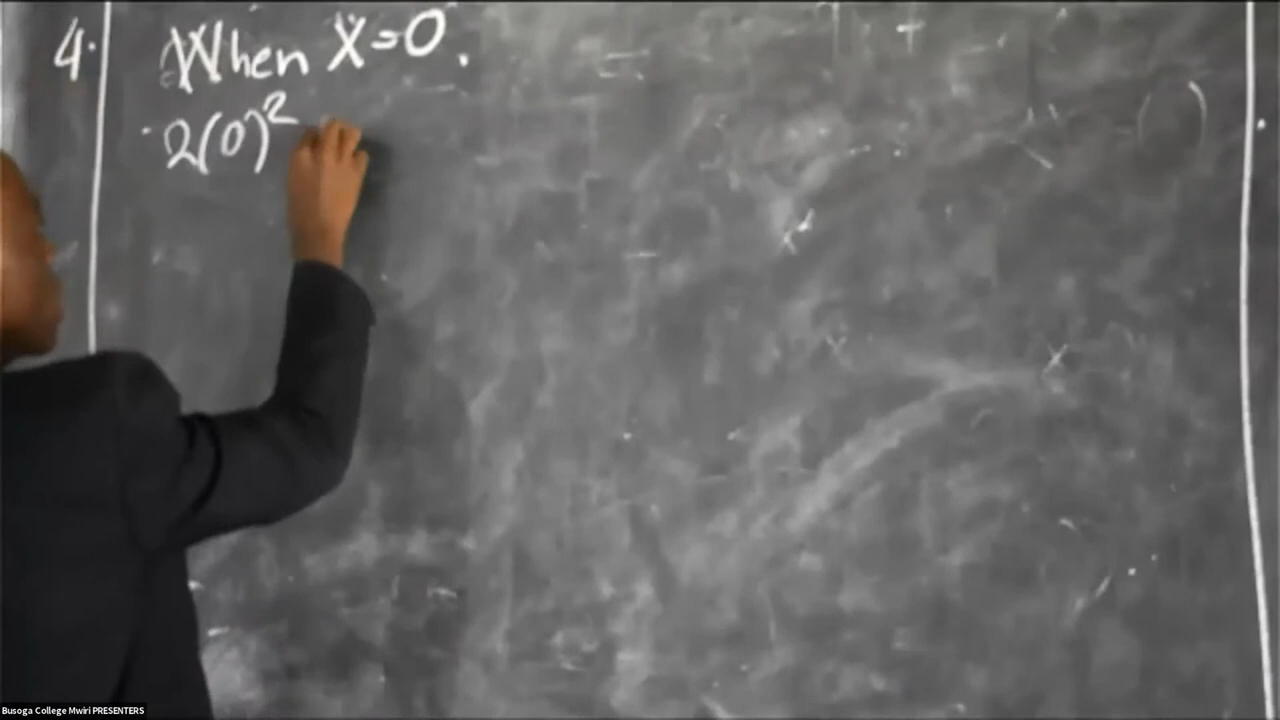 4. When X=0.
2(0)²
Busoga College Mwiri PRESENTERS